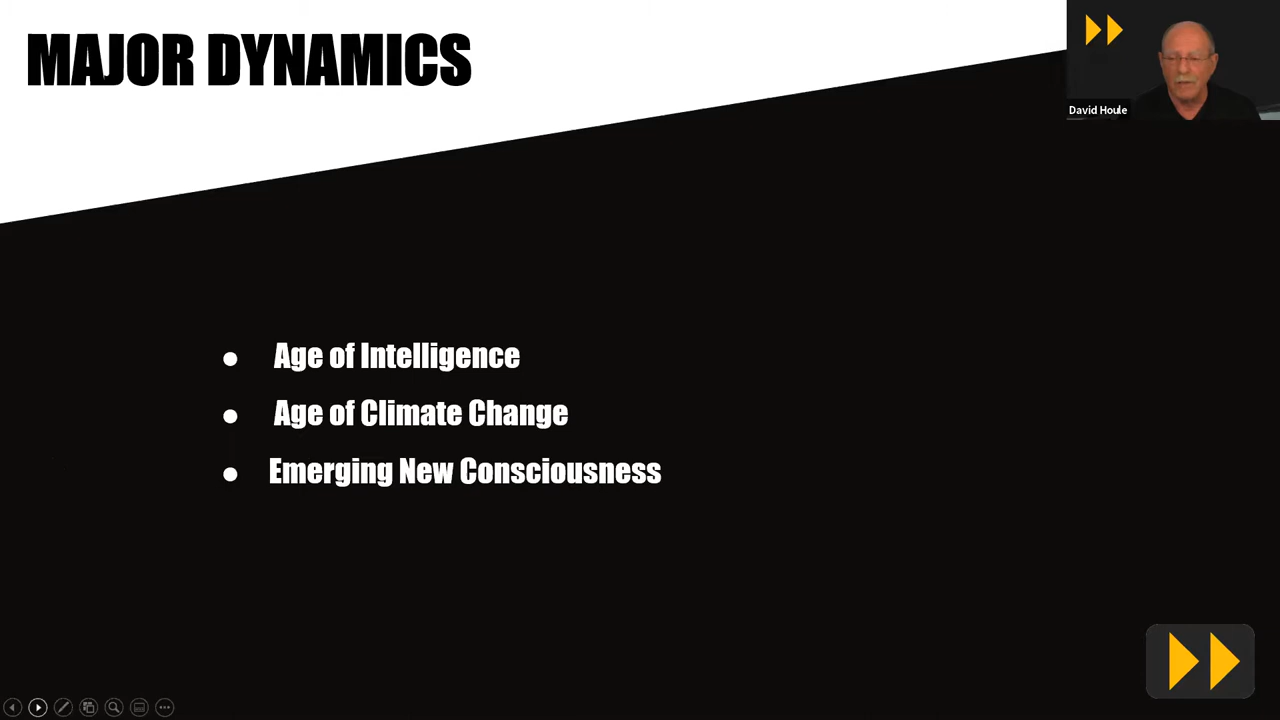 MAJOR DYNAMICS
David Houle
● Age of Intelligence
● Age of Climate Change
● Emerging New Consciousness